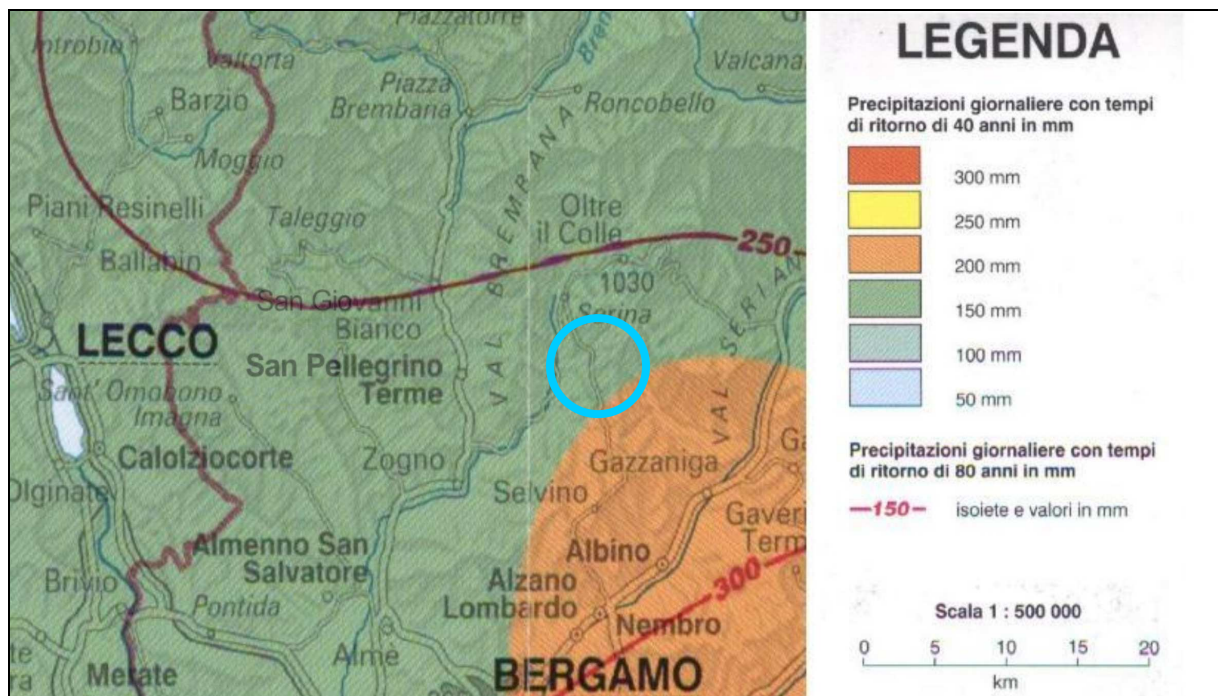 Piazzatorre
Introbio
Valtorta
Valcana
Piazza
Brembana
Roncobello
Barzio
Moggio
VAL BREMBANA
Piani Resinelli
Taleggio
Oltre
il Colle
Ballabio
250
1030
San Giovanni
Bianco
Serina
VAL SERIAN
LECCO
San Pellegrino
Terme
Sant' Omobono
Imagna
Calolziocorte
Zogno
Gazzaniga
Olginate
Selvino
Gaveri
Term
Almenno San
Salvatore
Albino
Brivio
Pontida
Alzano
Lombardo
300
Nembro
Almè
Merate
BERGAMO
LEGENDA
Precipitazioni giornaliere con tempi
di ritorno di 40 anni in mm
300 mm
250 mm
200 mm
150 mm
100 mm
50 mm
Precipitazioni giornaliere con tempi
di ritorno di 80 anni in mm
150 isoiete e valori in mm
Scala 1 : 500 000
0 5 10 15 20
km